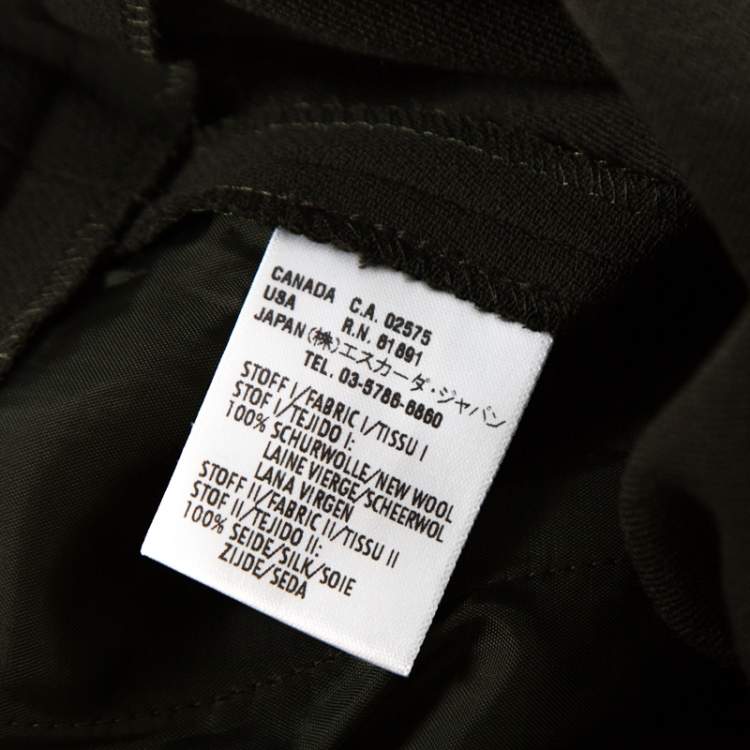 CANADA C.A. 02575
USA R.N. 81891
JAPAN (株)エスカーダ・ジャパン
TEL. 03-5786-6860
STOFF I/FABRIC I/TISSU I
STOF I/TEJIDO I:
100% SCHURWOLLE/NEW WOOL
LAINE VIERGE/SCHEERWOL
LANA VIRGEN
STOFF II/FABRIC II/TISSU II
STOF II/TEJIDO II:
100% SEIDE/SILK/SOIE
ZIJDE/SEDA